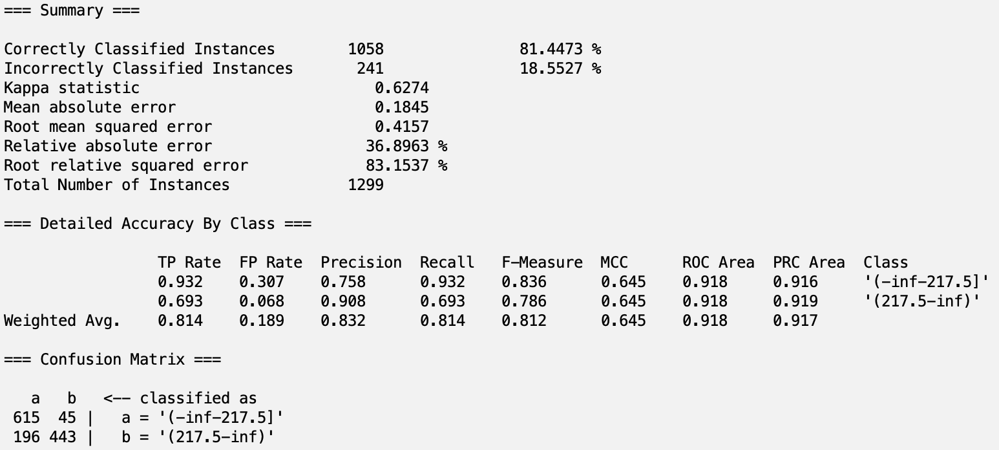 === Summary ===
Correctly Classified Instances 1058 81.4473 %
Incorrectly Classified Instances 241 18.5527 %
Kappa statistic 0.6274
Mean absolute error 0.1845
Root mean squared error 0.4157
Relative absolute error 36.8963 %
Root relative squared error 83.1537 %
Total Number of Instances 1299
=== Detailed Accuracy By Class ===
TP Rate FP Rate Precision Recall F-Measure MCC ROC Area PRC Area Class
0.932 0.307 0.758 0.932 0.836 0.645 0.918 0.916 '(-inf-217.5]'
0.693 0.068 0.908 0.693 0.786 0.645 0.918 0.919 '(217.5-inf)'
Weighted Avg. 0.814 0.189 0.832 0.814 0.812 0.645 0.918 0.917
=== Confusion Matrix ===
a b <-- classified as
615 45 | a = '(-inf-217.5]'
196 443 | b = '(217.5-inf)'